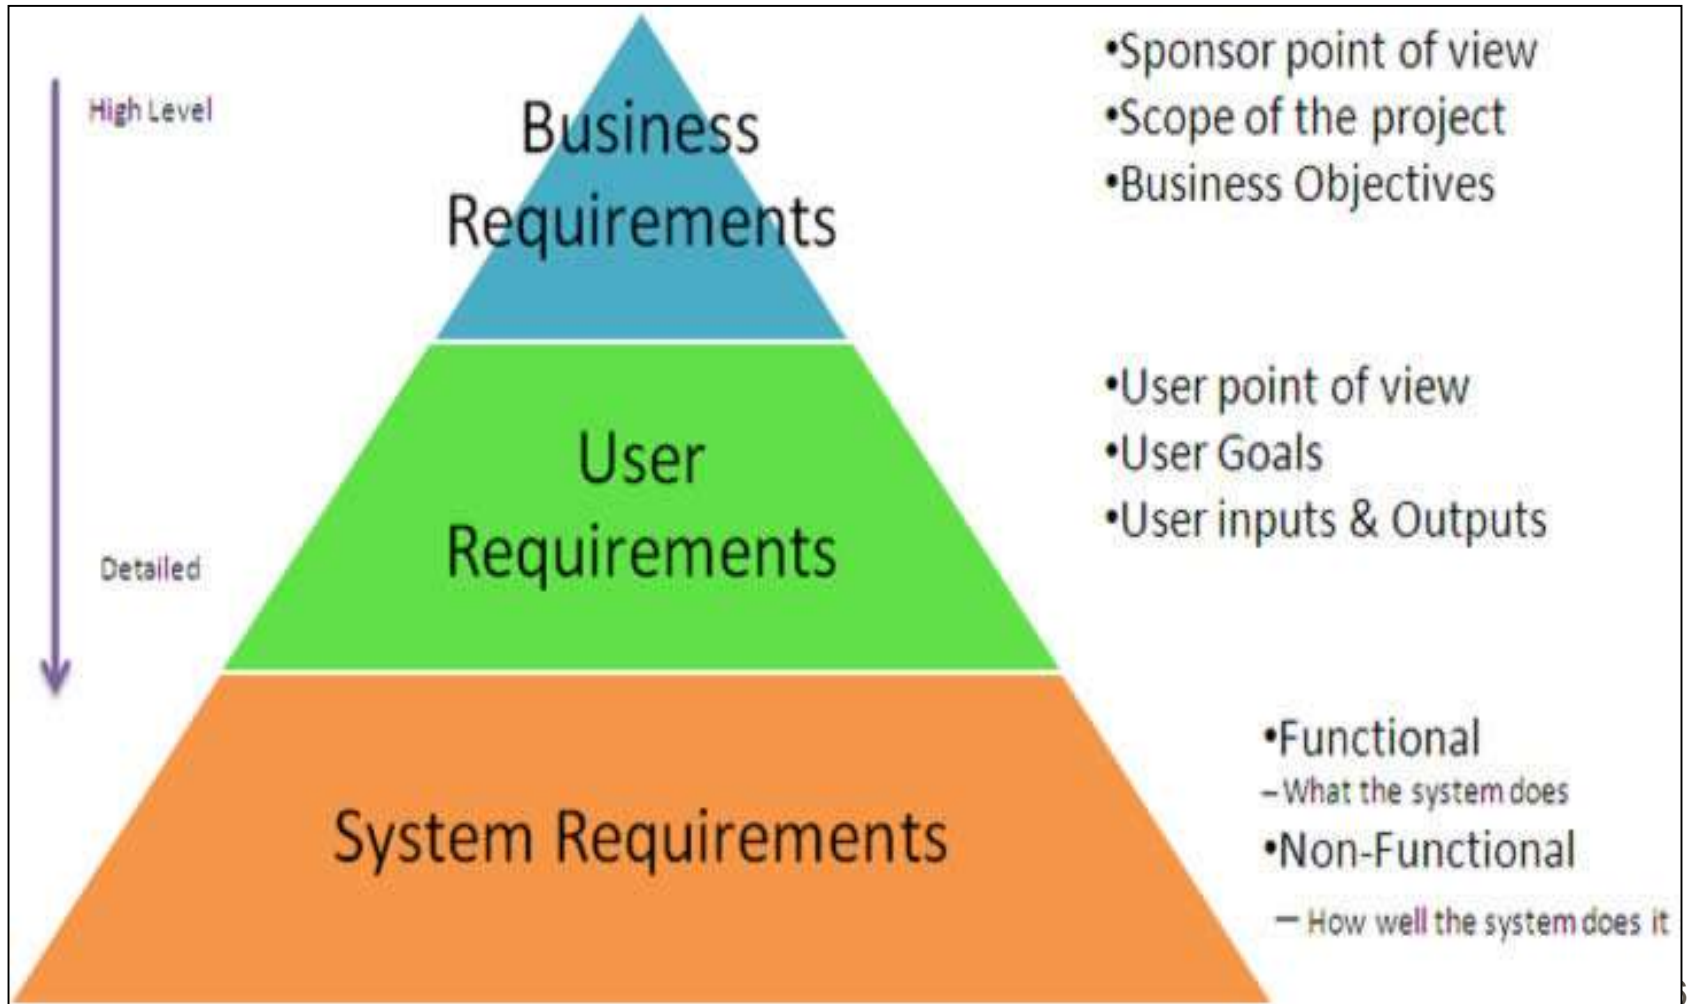 High Level
Detailed
Business
Requirements
•Sponsor point of view
•Scope of the project
•Business Objectives
User
Requirements
•User point of view
•User Goals
•User inputs & Outputs
System Requirements
•Functional
–What the system does
•Non-Functional
— How well the system does it